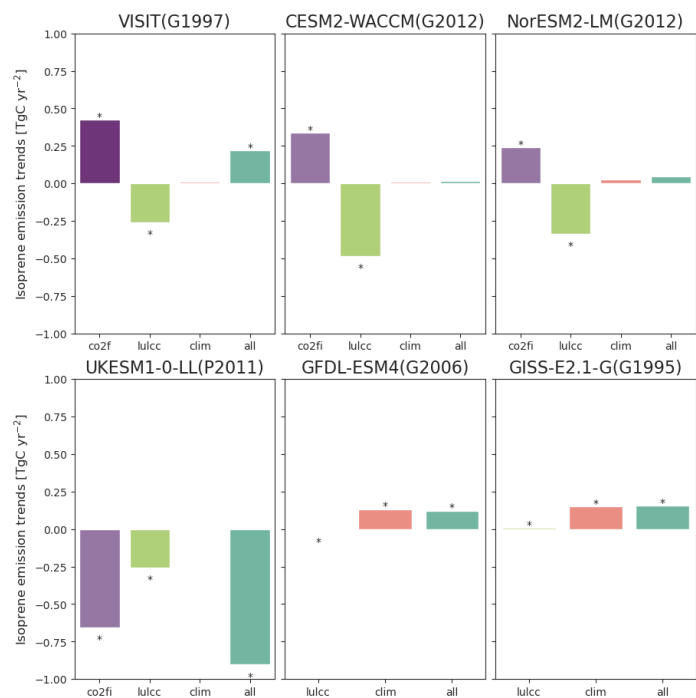 VISIT(G1997)
CESM2-WACCM(G2012)
NorESM2-LM(G2012)
Isoprene emission trends [TgC yr⁻²]
1.00
0.75
0.50
0.25
0.00
−0.25
−0.50
−0.75
−1.00
*
*
*
*
*
*
*
co2f lulcc clim all
co2fi lulcc clim all
co2fi lulcc clim all
UKESM1-0-LL(P2011)
GFDL-ESM4(G2006)
GISS-E2.1-G(G1995)
Isoprene emission trends [TgC yr⁻²]
1.00
0.75
0.50
0.25
0.00
−0.25
−0.50
−0.75
−1.00
*
*
*
*
*
*
*
*
*
co2fi lulcc clim all
lulcc clim all
lulcc clim all